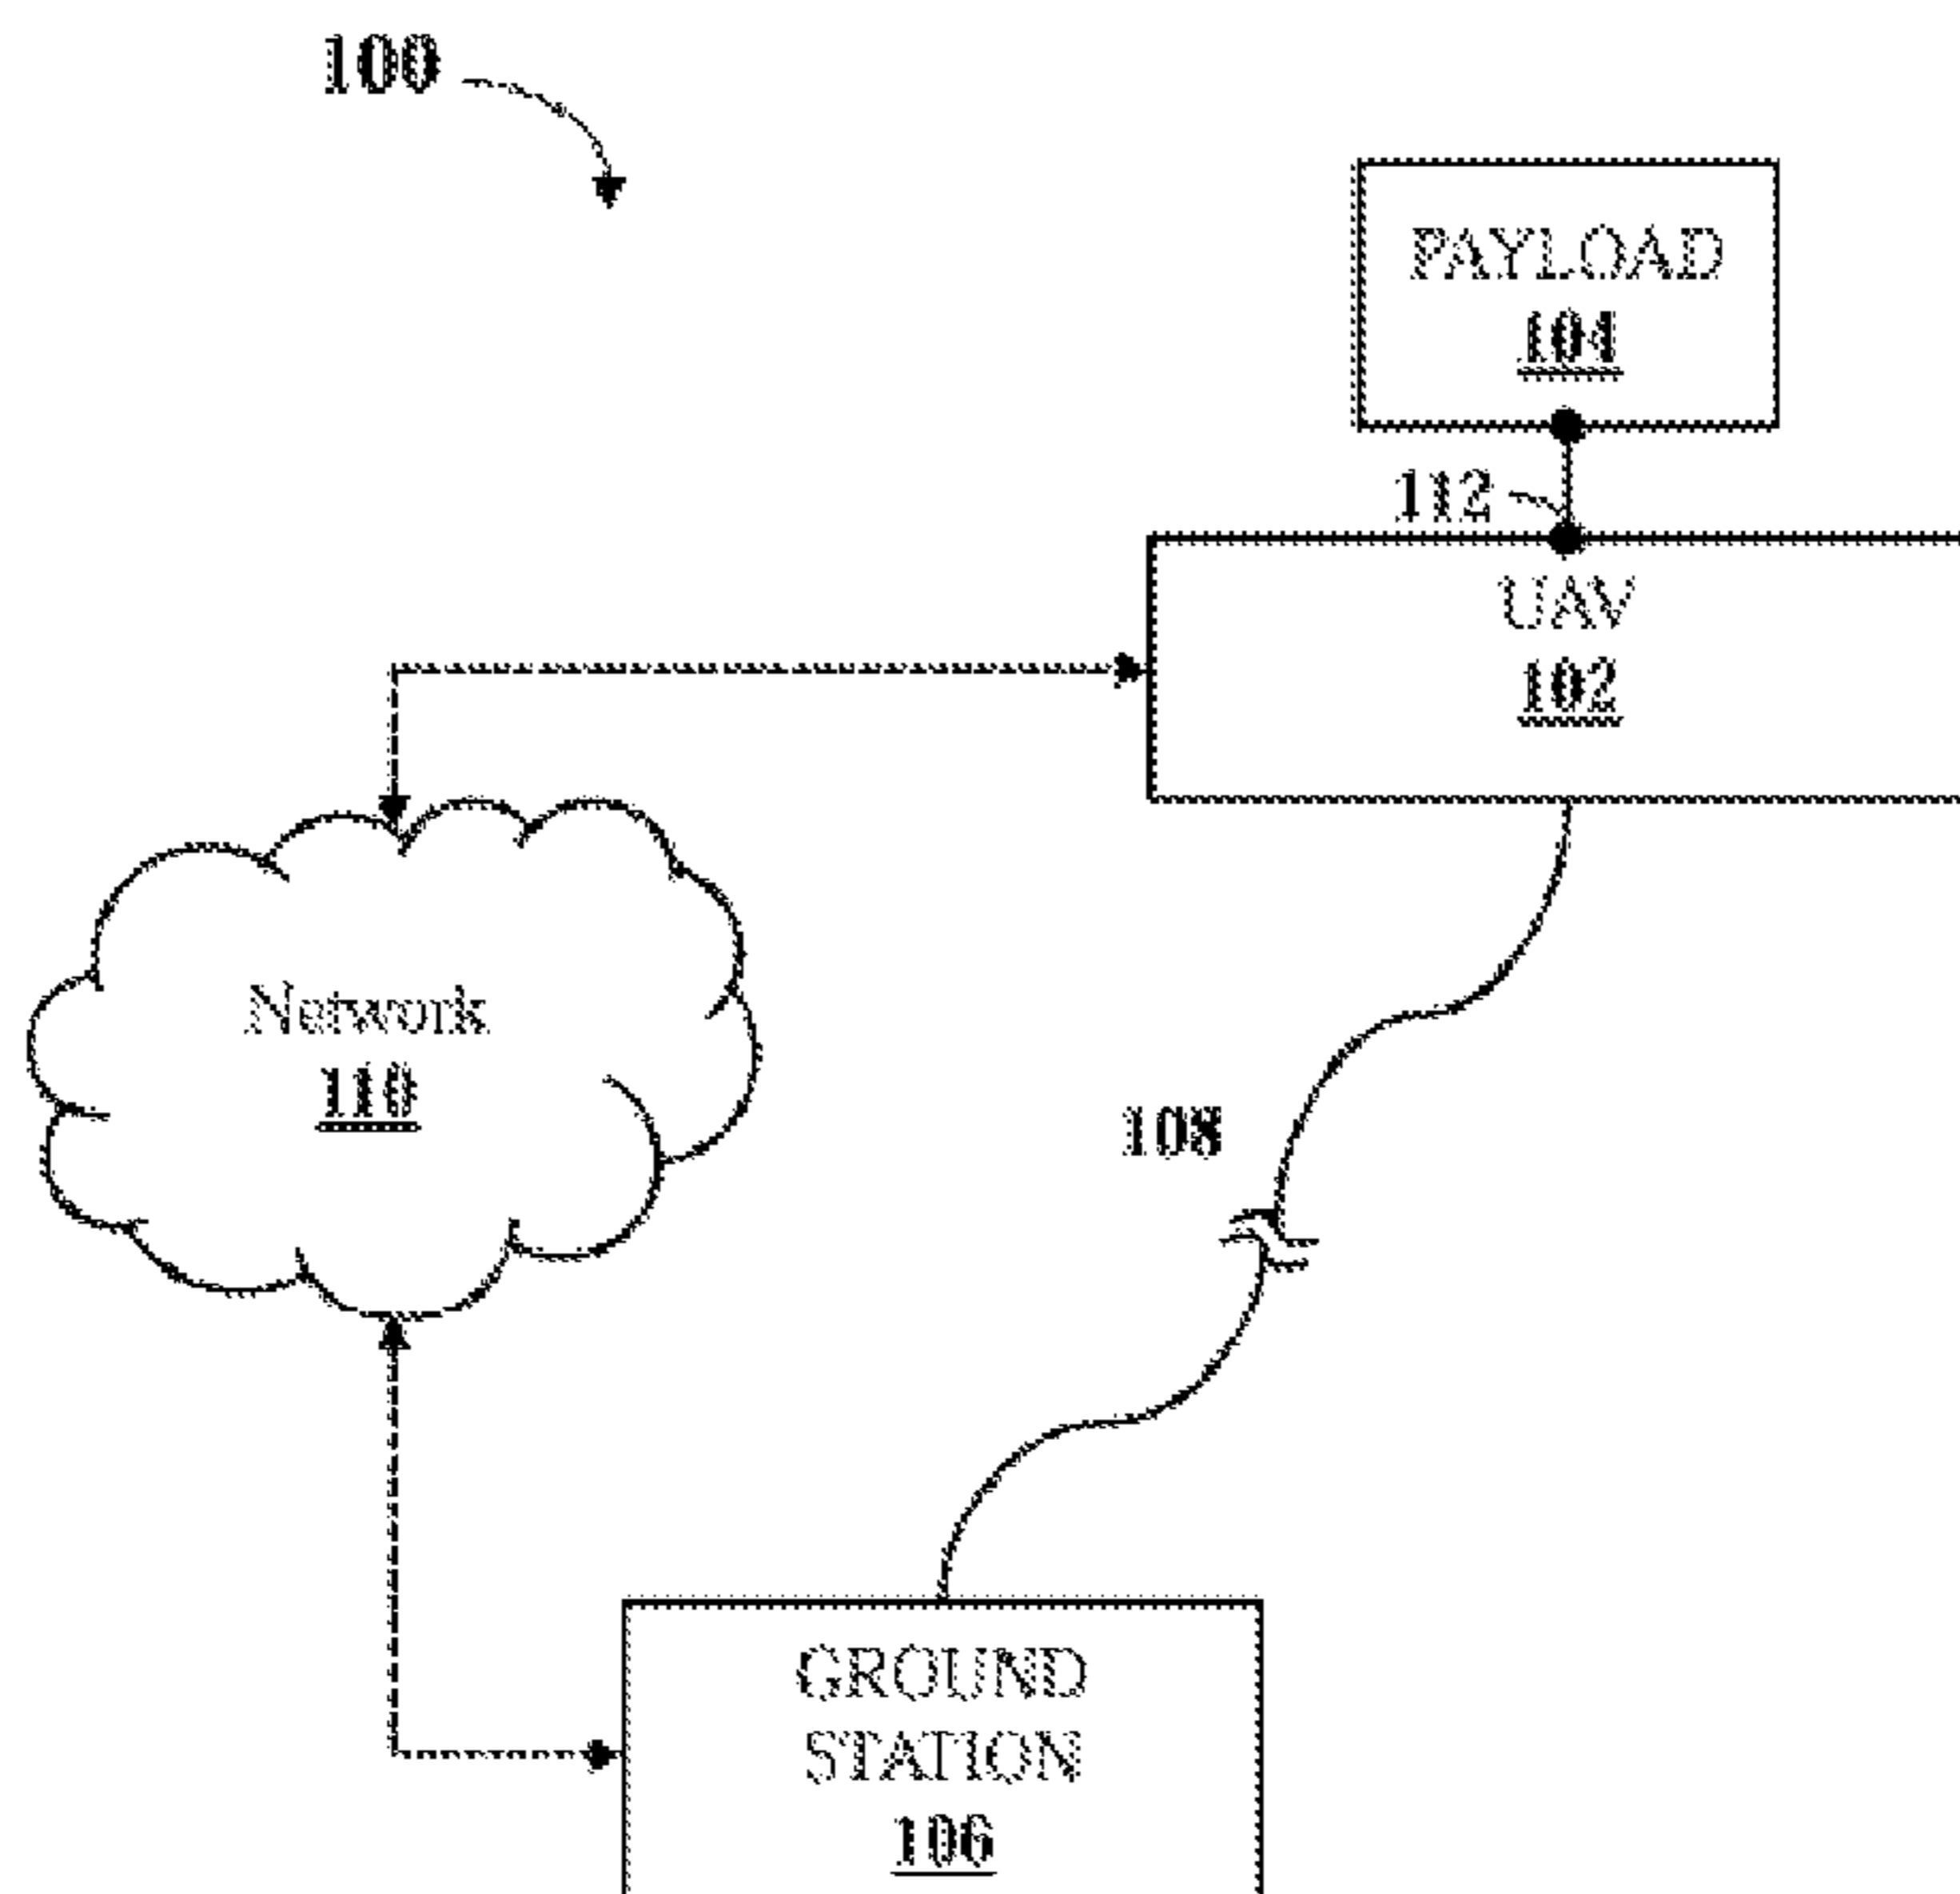 100
PAYLOAD
104
112
UAV
102
Network
110
108
GROUND
STATION
106